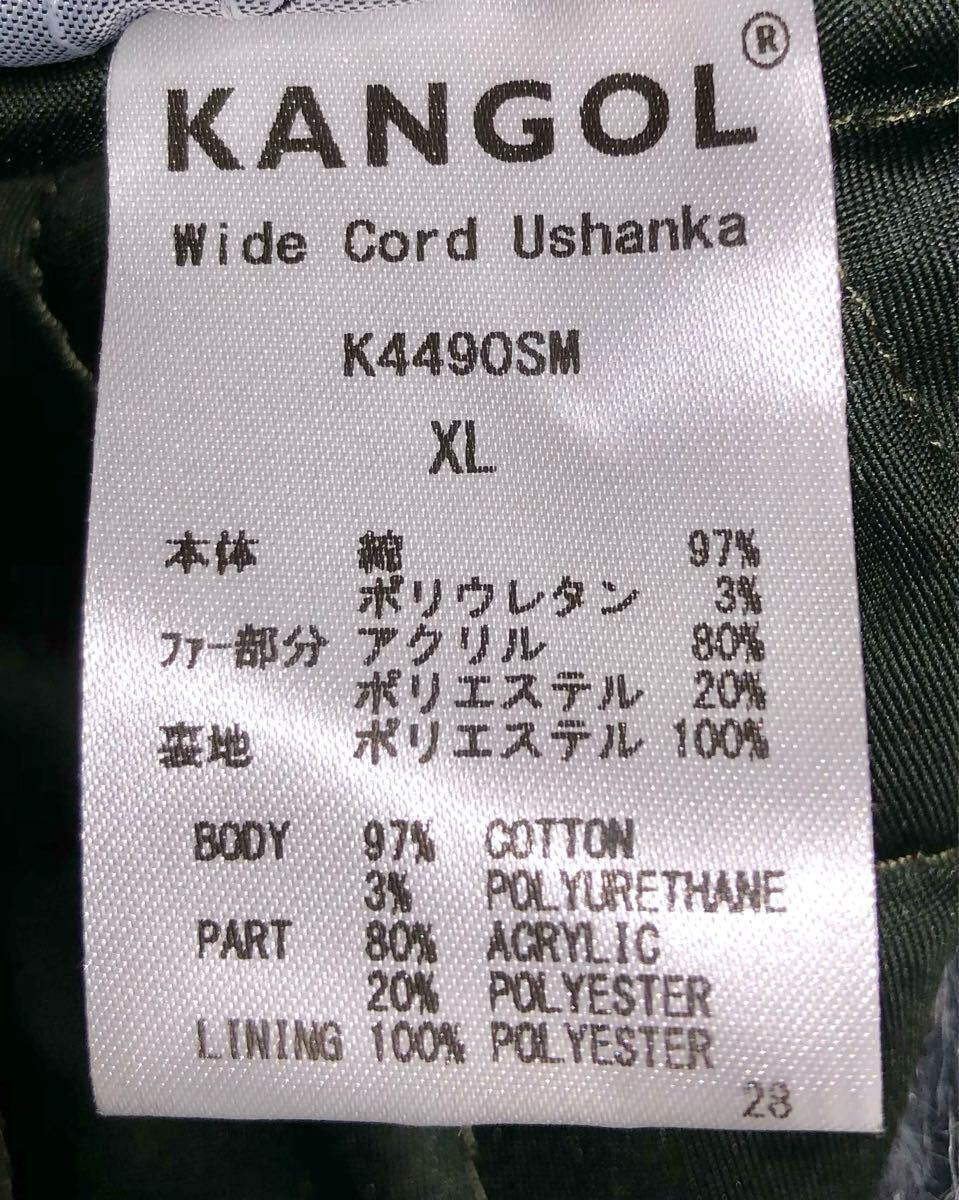 KANGOL®
Wide Cord Ushanka
K4490SM
XL
本体 綿 97%
ポリウレタン 3%
ファー部分 アクリル 80%
ポリエステル 20%
裏地 ポリエステル 100%
BODY 97% COTTON
3% POLYURETHANE
PART 80% ACRYLIC
20% POLYESTER
LINING 100% POLYESTER
28